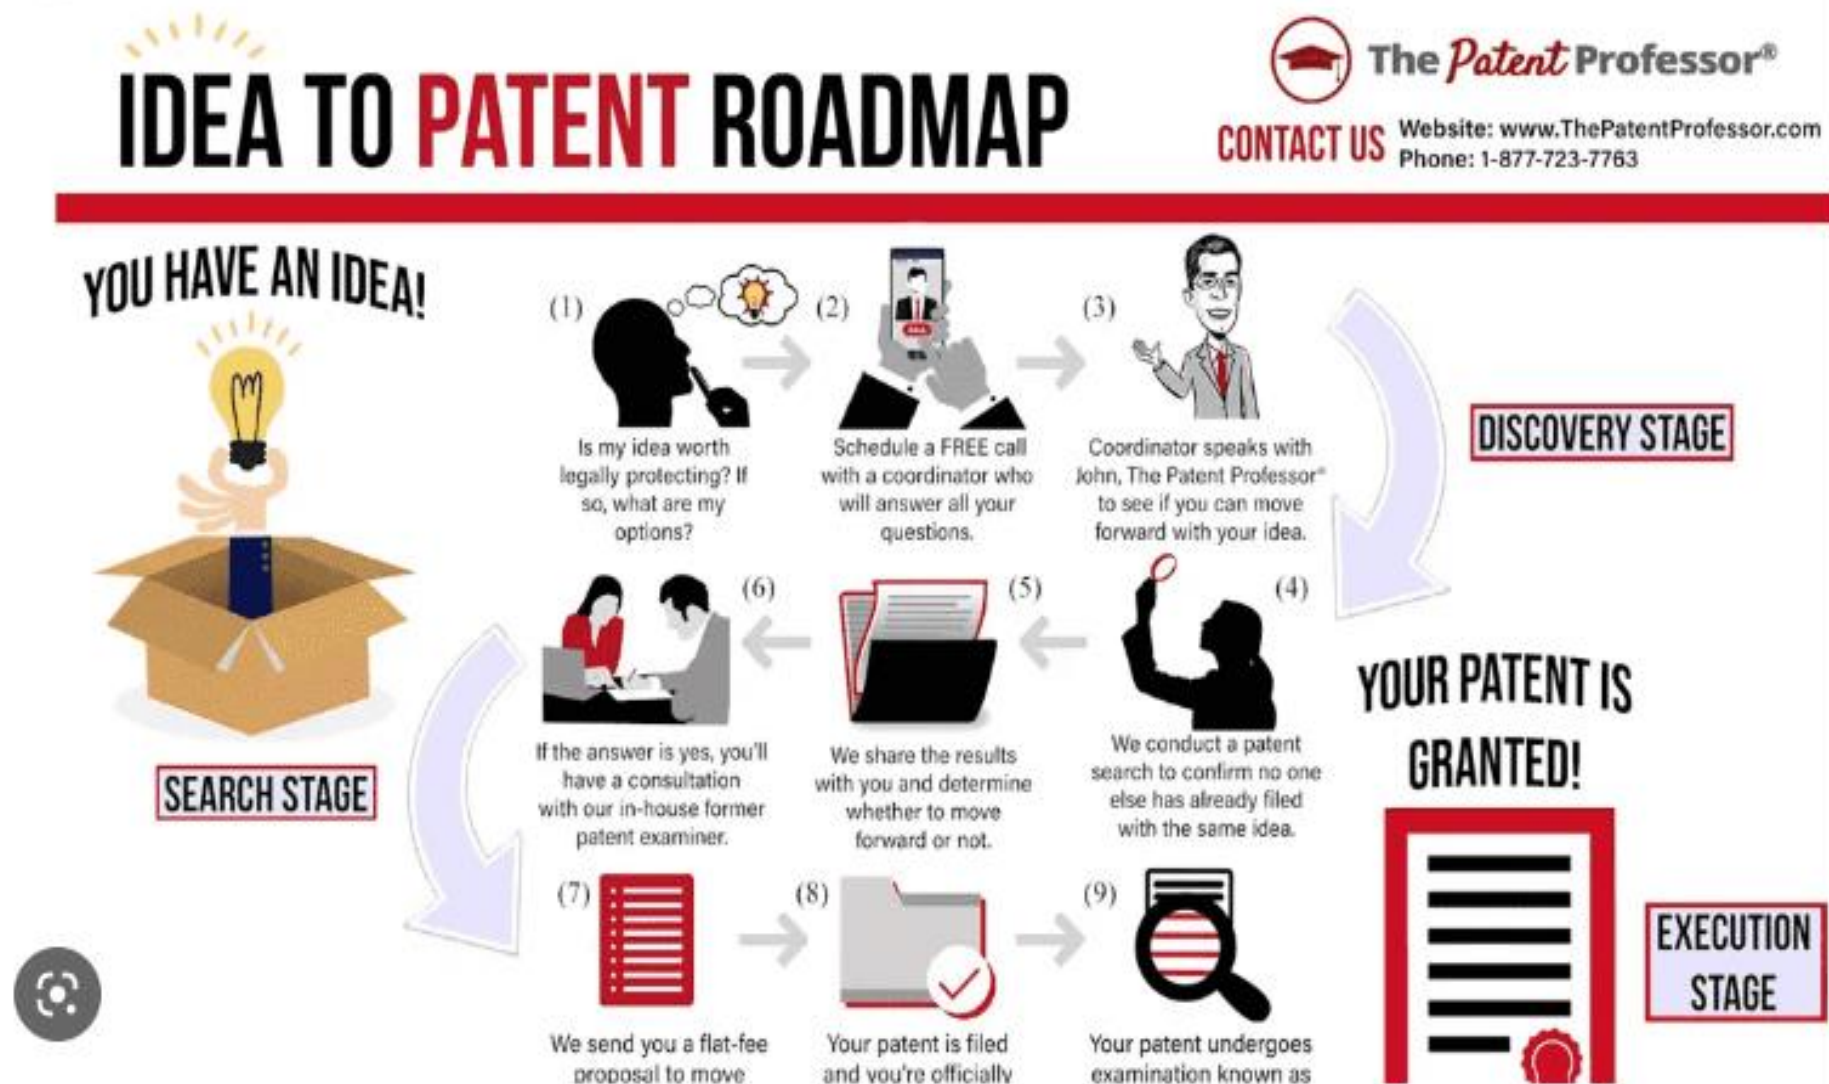 IDEA TO PATENT ROADMAP
The Patent Professor®
CONTACT US
Website: www.ThePatentProfessor.com
Phone: 1-877-723-7763
YOU HAVE AN IDEA!
(1)
Is my idea worth
legally protecting? If
so, what are my
options?
(2)
Schedule a FREE call
with a coordinator who
will answer all your
questions.
(3)
Coordinator speaks with
John, The Patent Professor®
to see if you can move
forward with your idea.
DISCOVERY STAGE
(4)
We conduct a patent
search to confirm no one
else has already filed
with the same idea.
(5)
We share the results
with you and determine
whether to move
forward or not.
(6)
If the answer is yes, you'll
have a consultation
with our in-house former
patent examiner.
SEARCH STAGE
(7)
We send you a flat-fee
proposal to move
(8)
Your patent is filed
and you're officially
(9)
Your patent undergoes
examination known as
YOUR PATENT IS
GRANTED!
EXECUTION
STAGE